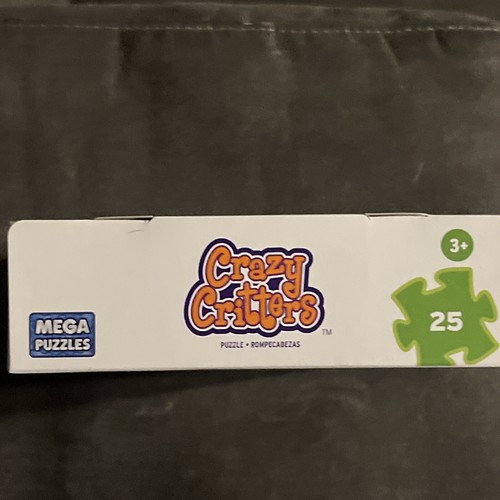 3+
Crazy
Critters
TM
PUZZLE • ROMPECABEZAS
MEGA
PUZZLES
25